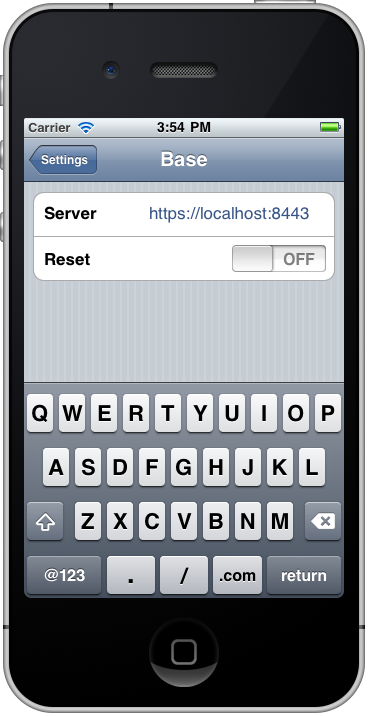 Carrier 3:54 PM
Settings Base
Server https://localhost:8443
Reset OFF
Q W E R T Y U I O P
A S D F G H J K L
Z X C V B N M
@123 . / .com return